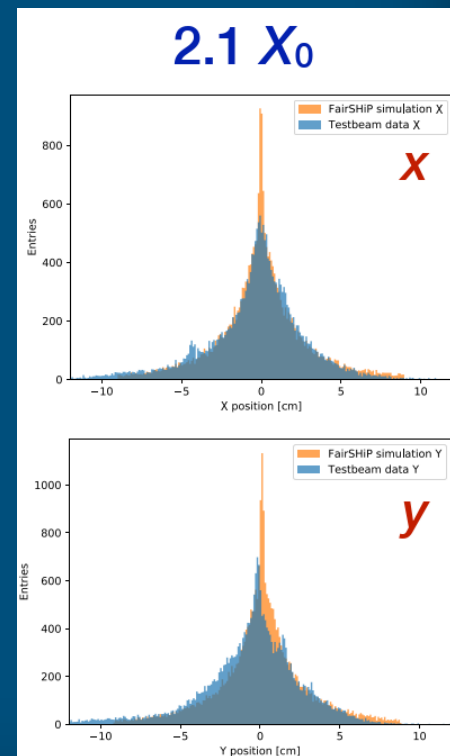 2.1 X₀
FairSHiP simulation X
Testbeam data X
x
800
600
400
200
0
Entries
−10 −5 0 5 10
X position [cm]
FairSHiP simulation Y
Testbeam data Y
y
1000
800
600
400
200
0
Entries
−10 −5 0 5 10
Y position [cm]